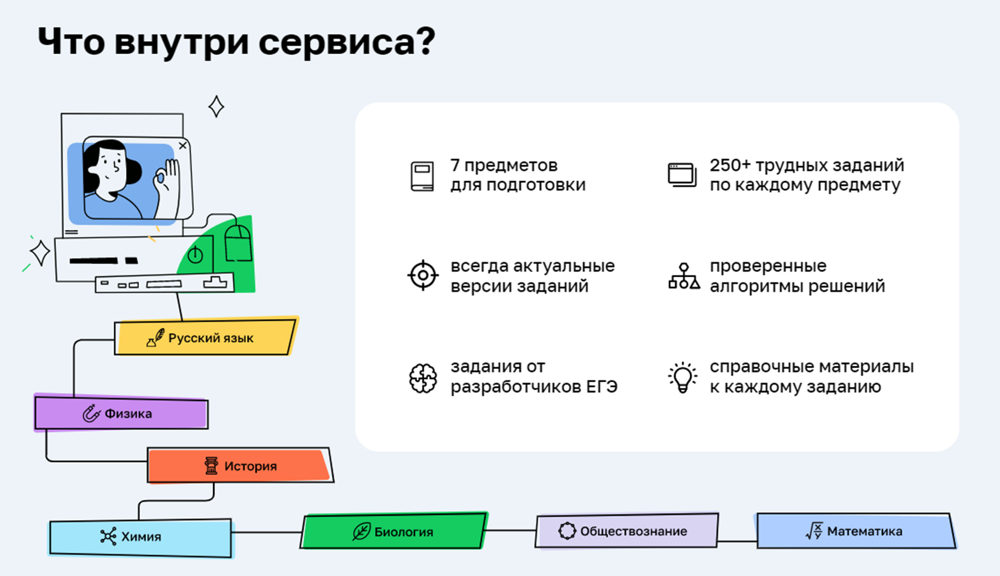 Что внутри сервиса?
7 предметов
для подготовки
250+ трудных заданий
по каждому предмету
всегда актуальные
версии заданий
проверенные
алгоритмы решений
задания от
разработчиков ЕГЭ
справочные материалы
к каждому заданию
Русский язык
Физика
История
Химия
Биология
Обществознание
Математика